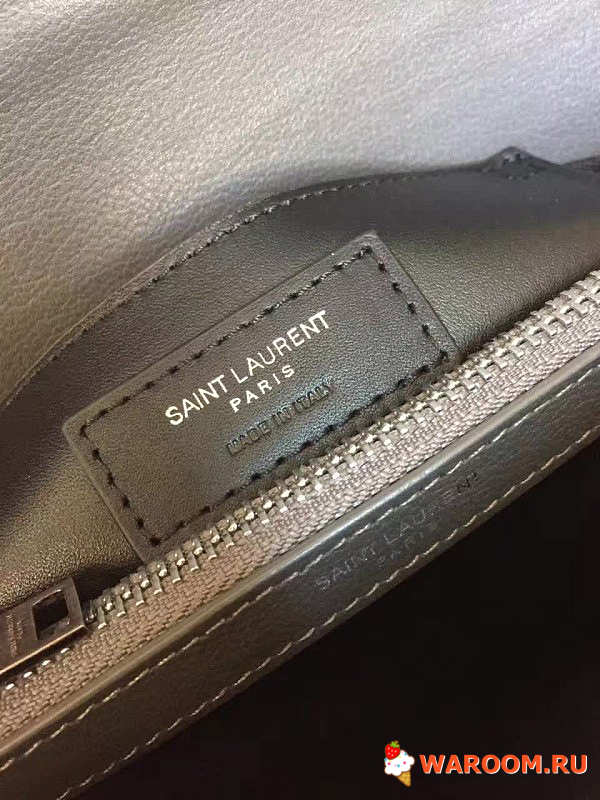 SAINT LAURENT
PARIS
MADE IN ITALY
SAINT LAURENT
PARIS
WAROOM.RU